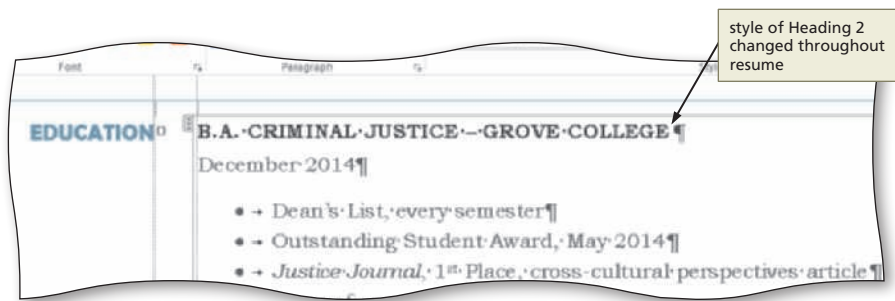 style of Heading 2
changed throughout
resume
Font Paragraph
EDUCATION B.A. CRIMINAL JUSTICE – GROVE COLLEGE¶
December 2014¶
• → Dean's List, every semester¶
• → Outstanding Student Award, May 2014¶
• → Justice Journal, 1st Place, cross-cultural perspectives article¶